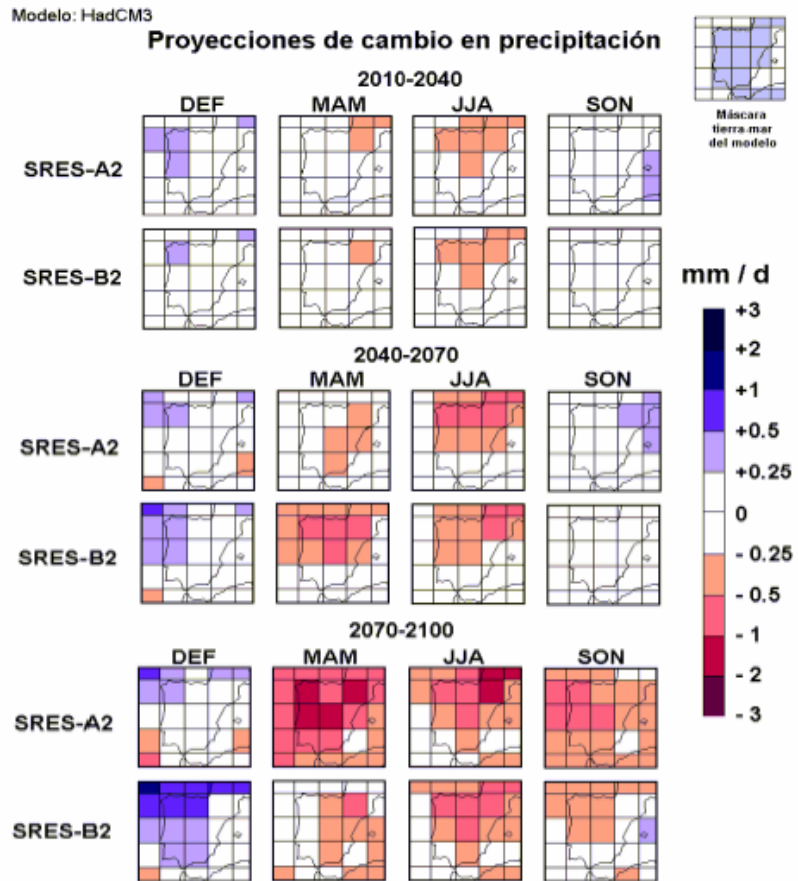 Modelo: HadCM3
Proyecciones de cambio en precipitación
Máscara
tierra-mar
del modelo
2010-2040
DEF MAM JJA SON
SRES-A2
SRES-B2
2040-2070
DEF MAM JJA SON
SRES-A2
SRES-B2
2070-2100
DEF MAM JJA SON
SRES-A2
SRES-B2
mm / d
+3
+2
+1
+0.5
+0.25
0
- 0.25
- 0.5
- 1
- 2
- 3